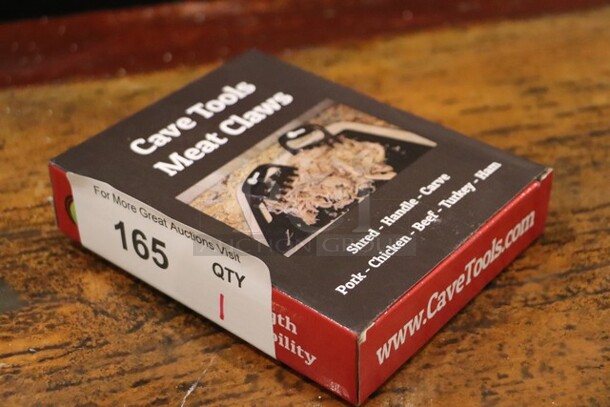 Cave Tools
Meat Claws
Shred - Handle - Carve
Pork - Chicken - Beef - Turkey - Ham
www.CaveTools.com
For More Great Auctions Visit
165
QTY
1